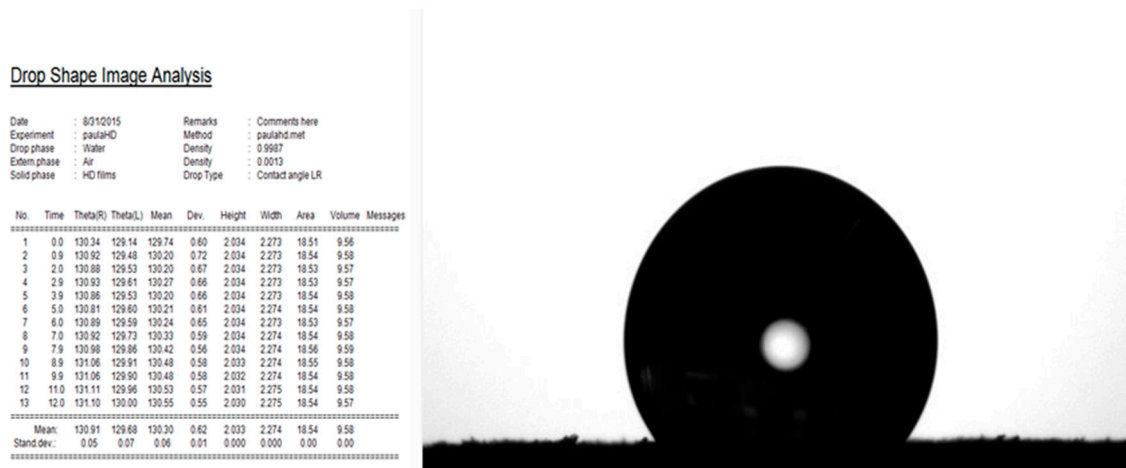 Drop Shape Image Analysis
Date : 8/31/2015 Remarks : Comments here
Experiment : paulaHD Method : paulahd.met
Drop phase : Water Density : 0.9987
Extern.phase : Air Density : 0.0013
Solid phase : HD films Drop Type : Contact angle LR
No. Time Theta(R) Theta(L) Mean Dev. Height Width Area Volume Messages
1 0.0 130.34 129.14 129.74 0.60 2.034 2.273 18.51 9.56
2 0.9 130.92 129.48 130.20 0.72 2.034 2.273 18.54 9.58
3 2.0 130.88 129.53 130.20 0.67 2.034 2.273 18.53 9.57
4 2.9 130.93 129.61 130.27 0.66 2.034 2.273 18.53 9.57
5 3.9 130.86 129.53 130.20 0.66 2.034 2.273 18.54 9.58
6 5.0 130.81 129.60 130.21 0.61 2.034 2.274 18.54 9.58
7 6.0 130.89 129.59 130.24 0.65 2.034 2.273 18.53 9.57
8 7.0 130.92 129.73 130.33 0.59 2.034 2.274 18.54 9.58
9 7.9 130.98 129.86 130.42 0.56 2.034 2.274 18.56 9.59
10 8.9 131.06 129.91 130.48 0.58 2.033 2.274 18.55 9.58
11 9.9 131.06 129.90 130.48 0.58 2.032 2.274 18.54 9.58
12 11.0 131.11 129.96 130.53 0.57 2.031 2.275 18.54 9.58
13 12.0 131.10 130.00 130.55 0.55 2.030 2.275 18.54 9.57
Mean: 130.91 129.68 130.30 0.62 2.033 2.274 18.54 9.58
Stand.dev.: 0.05 0.07 0.06 0.01 0.000 0.000 0.00 0.00